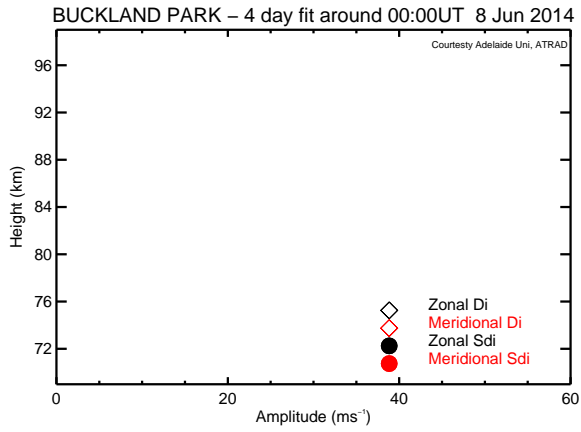 BUCKLAND PARK – 4 day fit around 00:00UT 8 Jun 2014
Courtesty Adelaide Uni, ATRAD
96
92
88
84
80
76
72
Height (km)
Zonal Di
Meridional Di
Zonal Sdi
Meridional Sdi
0 20 40 60
Amplitude (ms⁻¹)